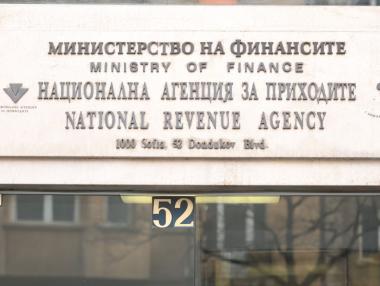 МИНИСТЕРСТВО НА ФИНАНСИТЕ
MINISTRY OF FINANCE
НАЦИОНАЛНА АГЕНЦИЯ ЗА ПРИХОДИТЕ
NATIONAL REVENUE AGENCY
1000 Sofia, 52 Dondukov Blvd.
52